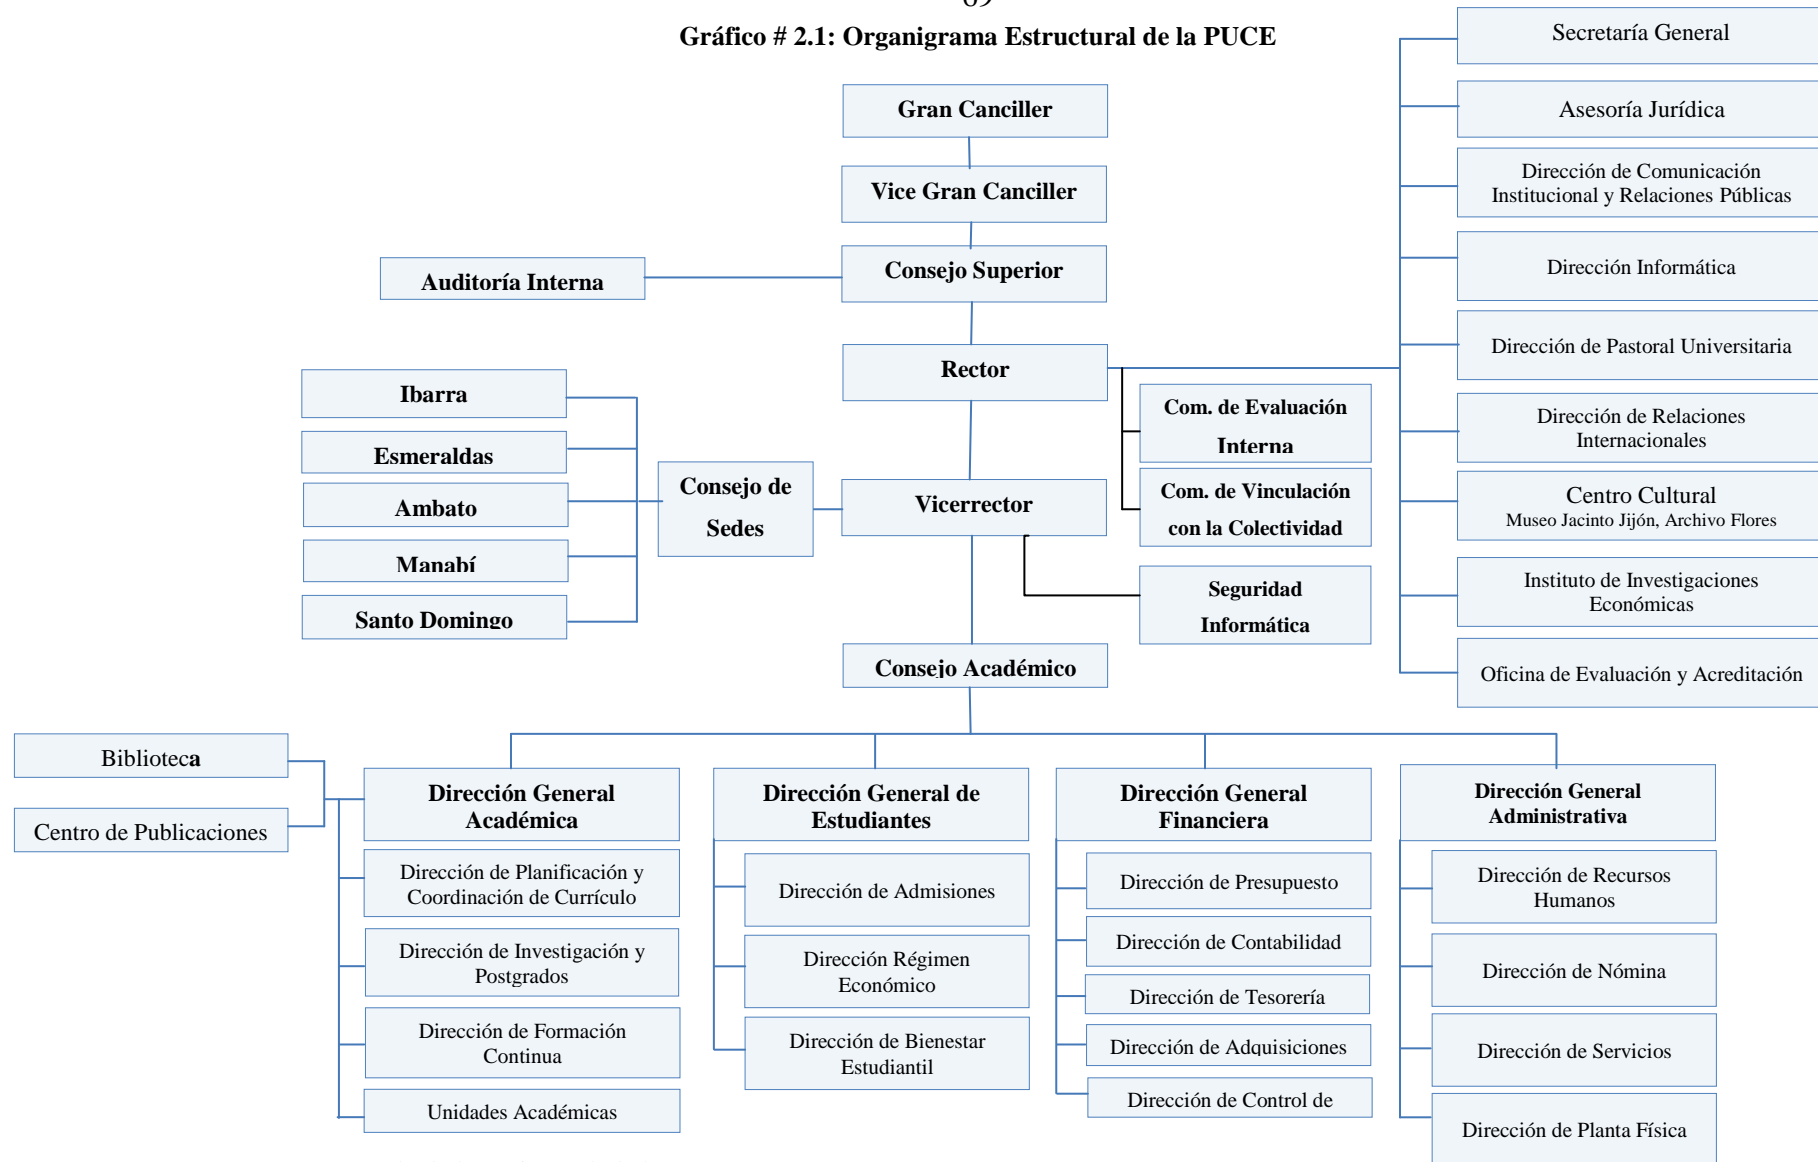 Gráfico # 2.1: Organigrama Estructural de la PUCE
Gran Canciller
Vice Gran Canciller
Consejo Superior
Auditoría Interna
Rector
Secretaría General
Asesoría Jurídica
Dirección de Comunicación
Institucional y Relaciones Públicas
Dirección Informática
Dirección de Pastoral Universitaria
Dirección de Relaciones
Internacionales
Centro Cultural
Museo Jacinto Jijón, Archivo Flores
Instituto de Investigaciones
Económicas
Oficina de Evaluación y Acreditación
Com. de Evaluación
Interna
Com. de Vinculación
con la Colectividad
Vicerrector
Seguridad
Informática
Consejo de
Sedes
Ibarra
Esmeraldas
Ambato
Manabí
Santo Domingo
Consejo Académico
Biblioteca
Centro de Publicaciones
Dirección General
Académica
Dirección de Planificación y
Coordinación de Currículo
Dirección de Investigación y
Postgrados
Dirección de Formación
Continua
Unidades Académicas
Dirección General de
Estudiantes
Dirección de Admisiones
Dirección Régimen
Económico
Dirección de Bienestar
Estudiantil
Dirección General
Financiera
Dirección de Presupuesto
Dirección de Contabilidad
Dirección de Tesorería
Dirección de Adquisiciones
Dirección de Control de
Dirección General
Administrativa
Dirección de Recursos
Humanos
Dirección de Nómina
Dirección de Servicios
Dirección de Planta Física